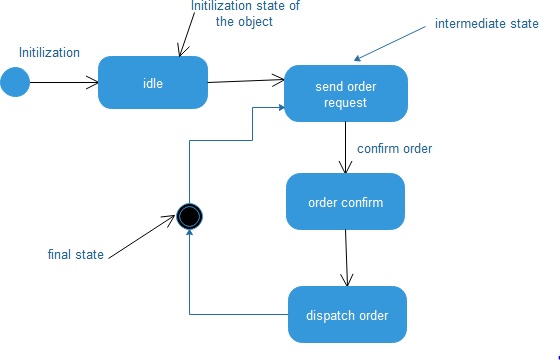 Initilization state of
the object
intermediate state
Initilization
idle
send order
request
confirm order
order confirm
final state
dispatch order